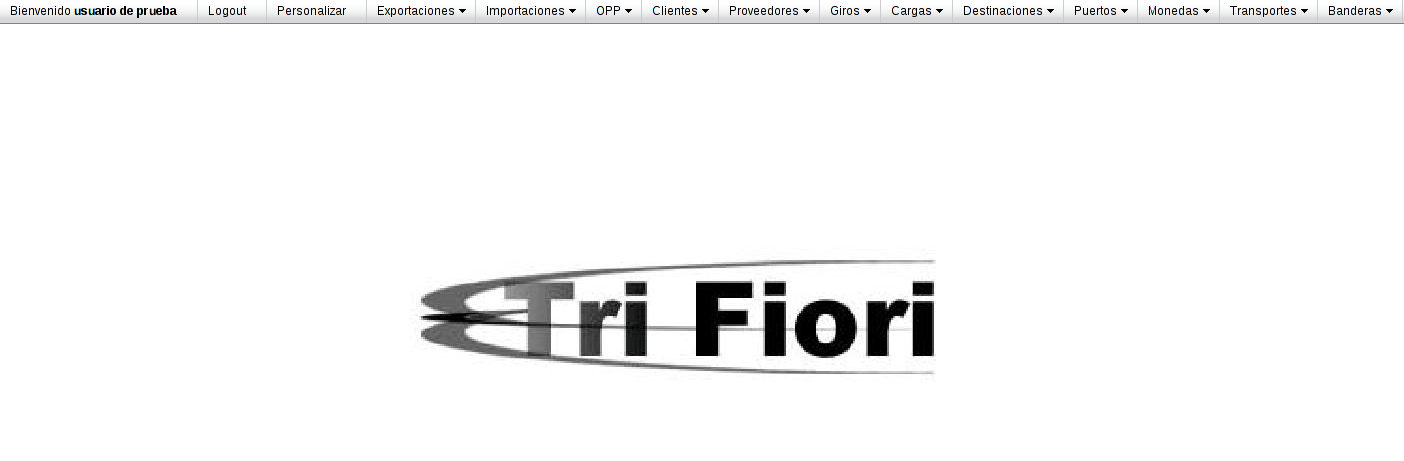 Bienvenido usuario de prueba Logout Personalizar Exportaciones Importaciones OPP Clientes Proveedores Giros Cargas Destinaciones Puertos Monedas Transportes Banderas
Tri Fiori